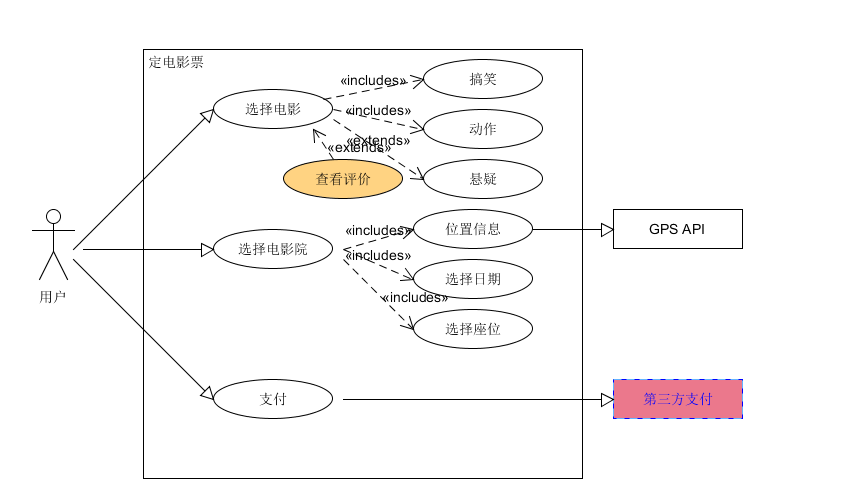 定电影票
«includes»
搞笑
选择电影
«includes»
动作
«extends»
«extends»
查看评价
悬疑
«includes»
位置信息
GPS API
选择电影院
«includes»
选择日期
用户
«includes»
选择座位
支付
第三方支付